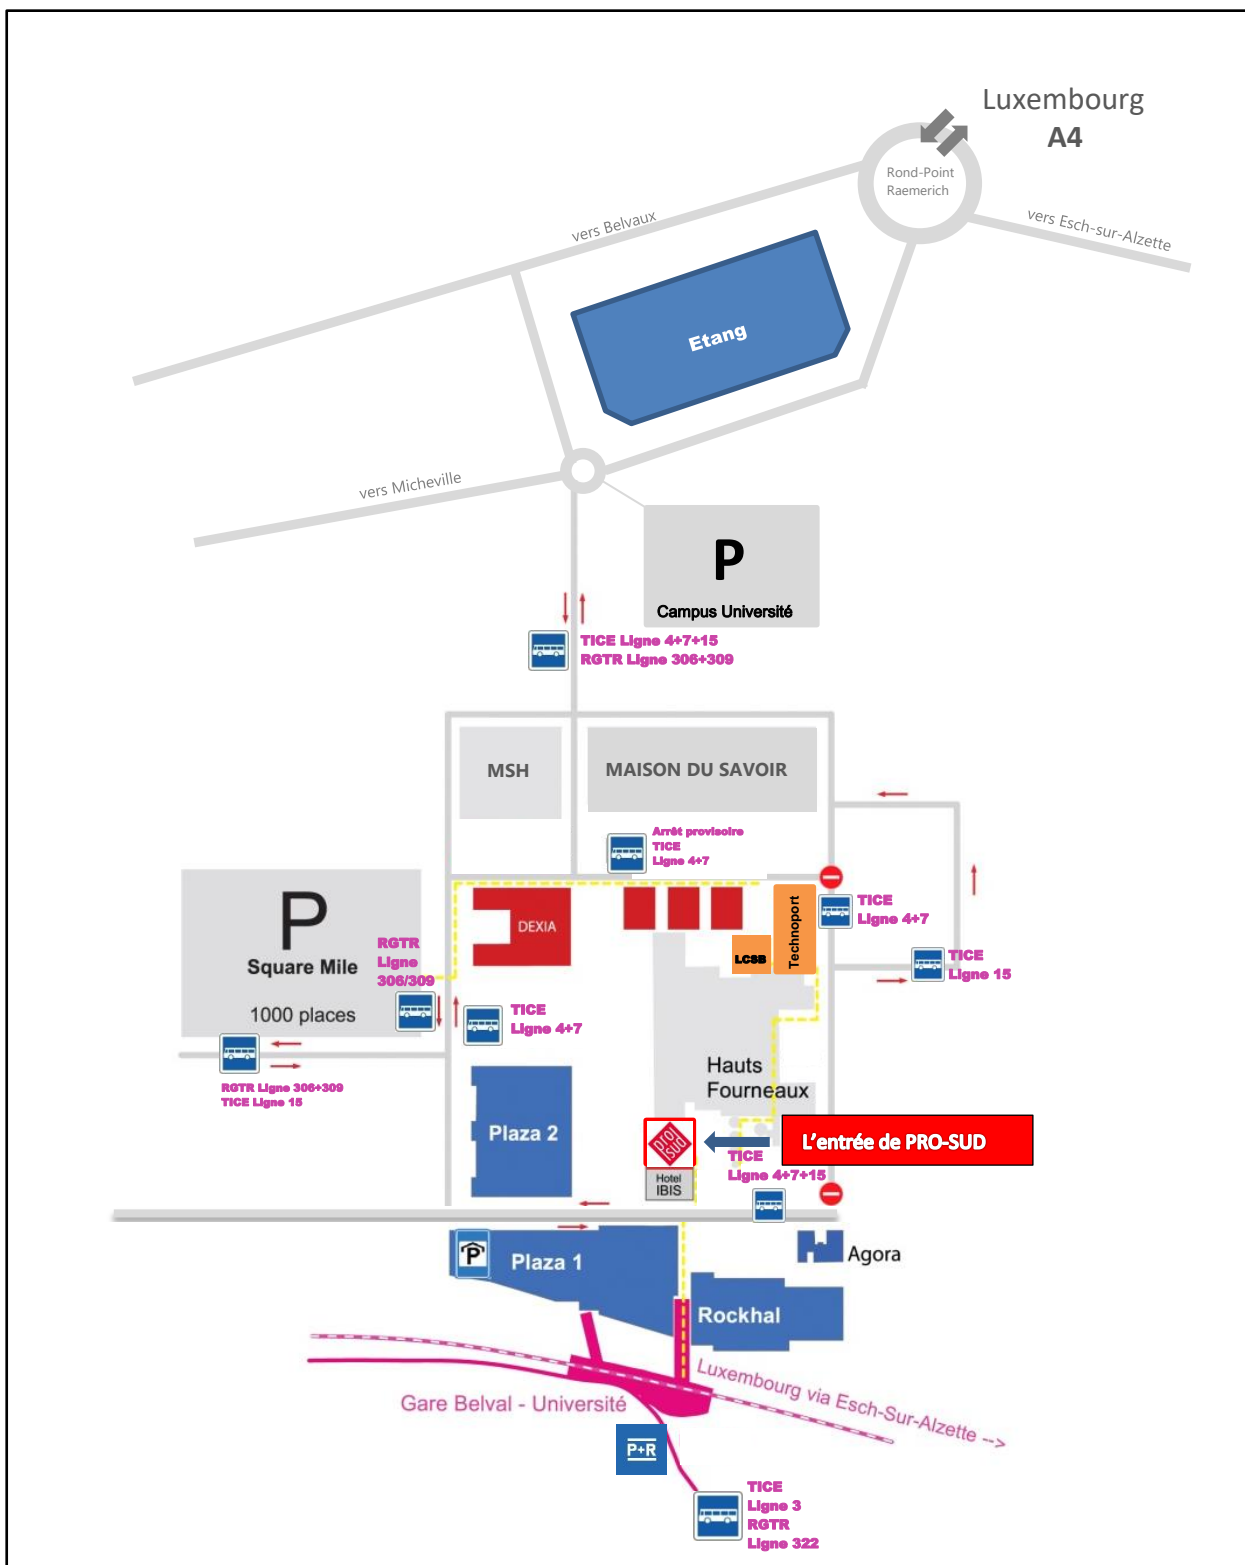 Luxembourg
A4
Rond-Point
Raemerich
vers Belvaux
vers Esch-sur-Alzette
Etang
vers Micheville
P
Campus Université
TICE Ligne 4+7+15
RGTR Ligne 306+309
MSH
MAISON DU SAVOIR
Arrêt provisoire
TICE
Ligne 4+7
P
Square Mile
1000 places
RGTR
Ligne
306/309
DEXIA
LCSB
Technoport
TICE
Ligne 4+7
TICE
Ligne 15
TICE
Ligne 4+7
RGTR Ligne 306+309
TICE Ligne 15
Hauts
Fourneaux
Plaza 2
pro
sud
L'entrée de PRO-SUD
TICE
Ligne 4+7+15
Hotel
IBIS
P
Plaza 1
Agora
Rockhal
Luxembourg via Esch-Sur-Alzette -->
Gare Belval - Université
P+R
TICE
Ligne 3
RGTR
Ligne 322